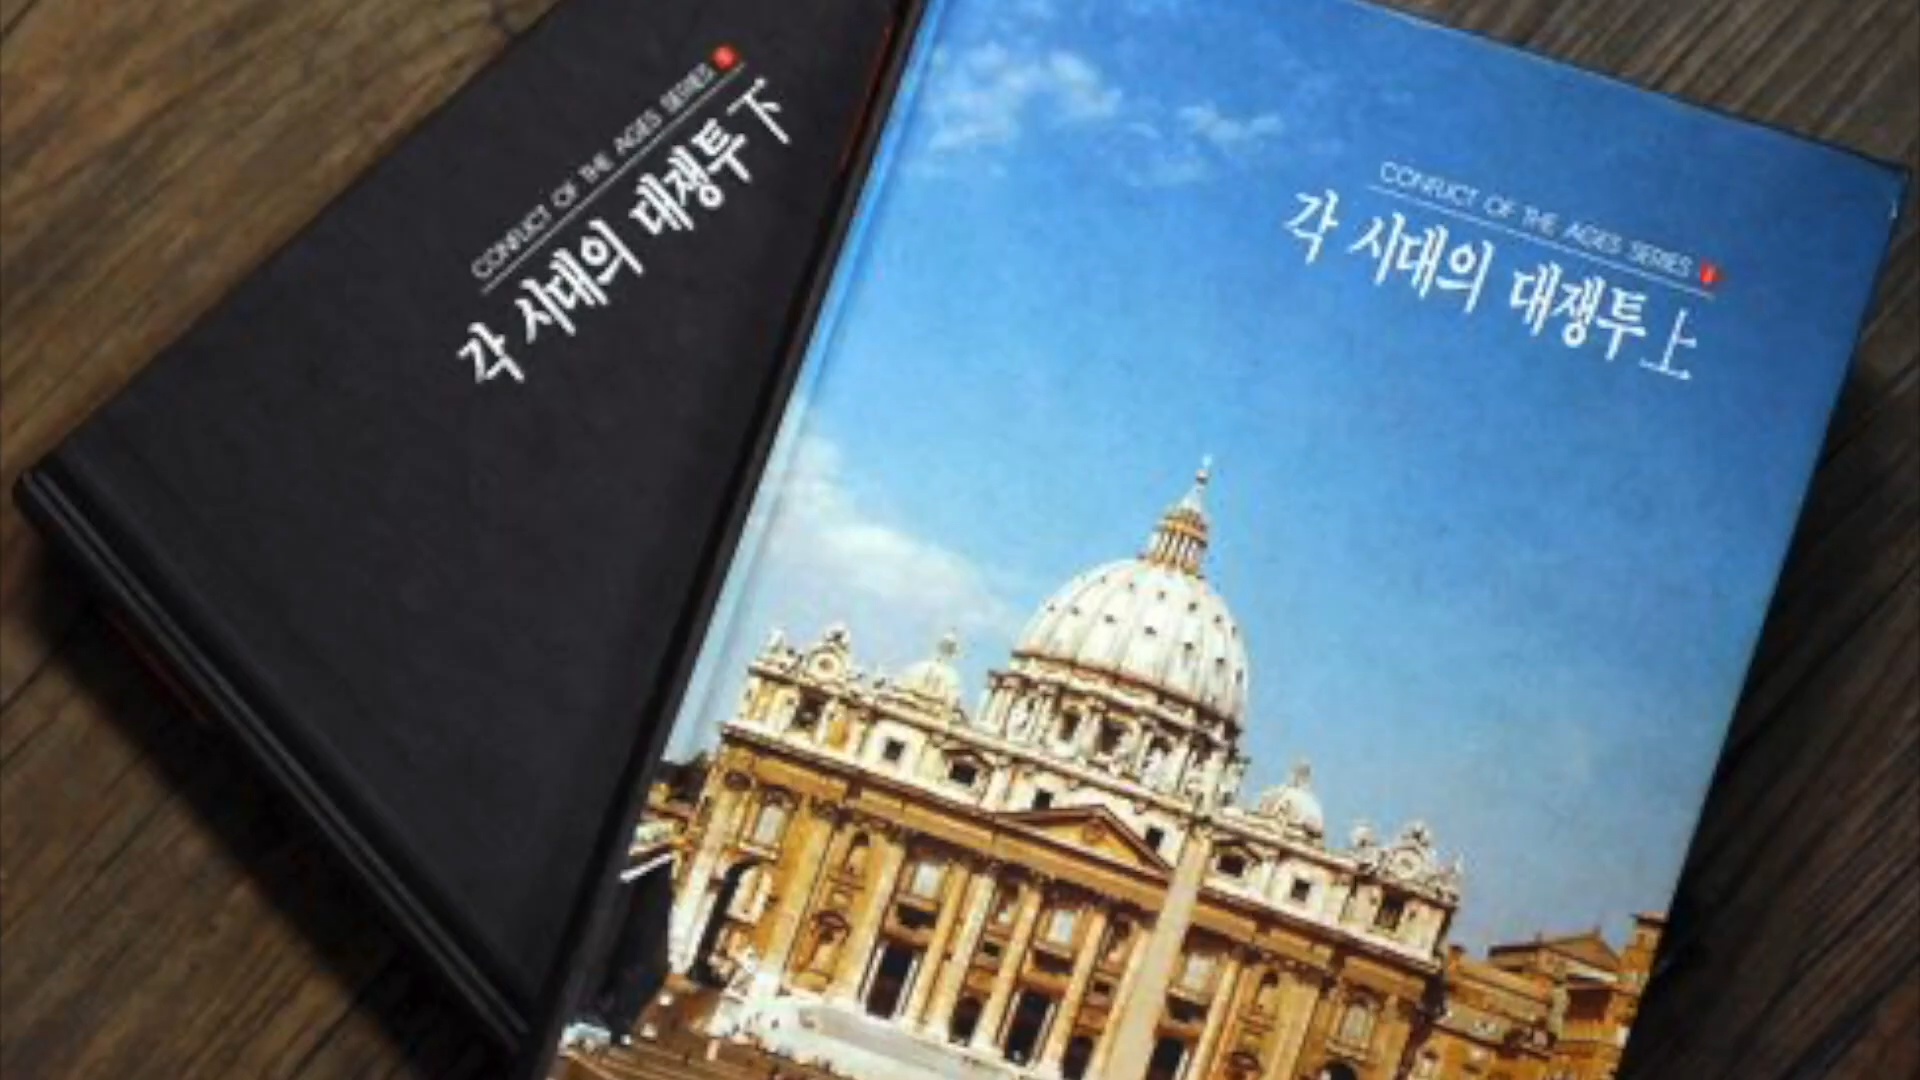 CONFLICT OF THE AGES SERIES
각 시대의 대쟁투 下
CONFLICT OF THE AGES SERIES
각 시대의 대쟁투 上